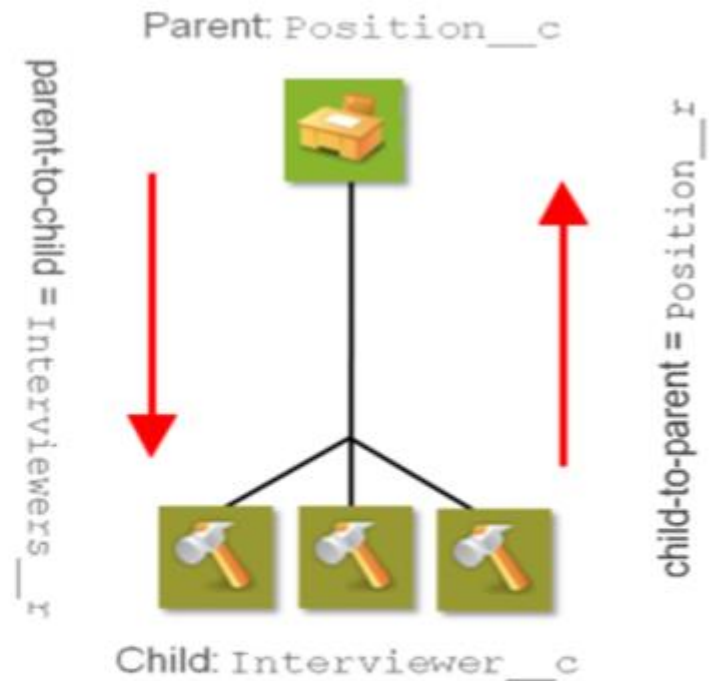 Parent: Position__c
parent-to-child = Interviewers__r
child-to-parent = Position__r
Child: Interviewer__c